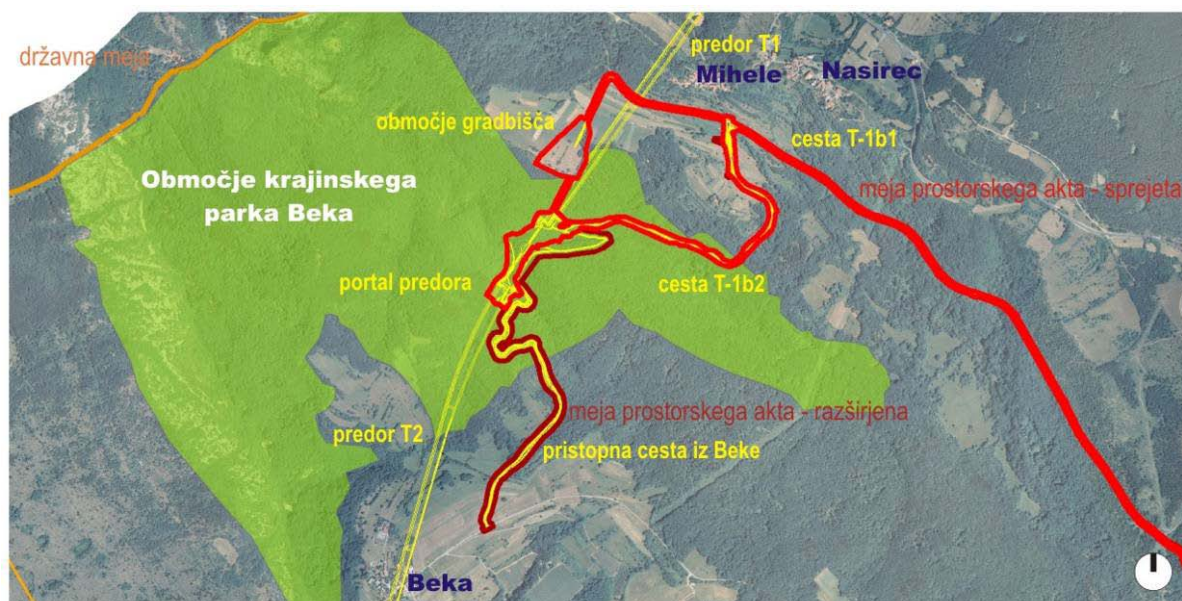 državna meja
predor T1
Mihele
Nasirec
območje gradbišča
cesta T-1b1
Območje krajinskega
parka Beka
meja prostorskega akta - sprejeta
portal predora
cesta T-1b2
meja prostorskega akta - razširjena
predor T2
pristopna cesta iz Beke
Beka